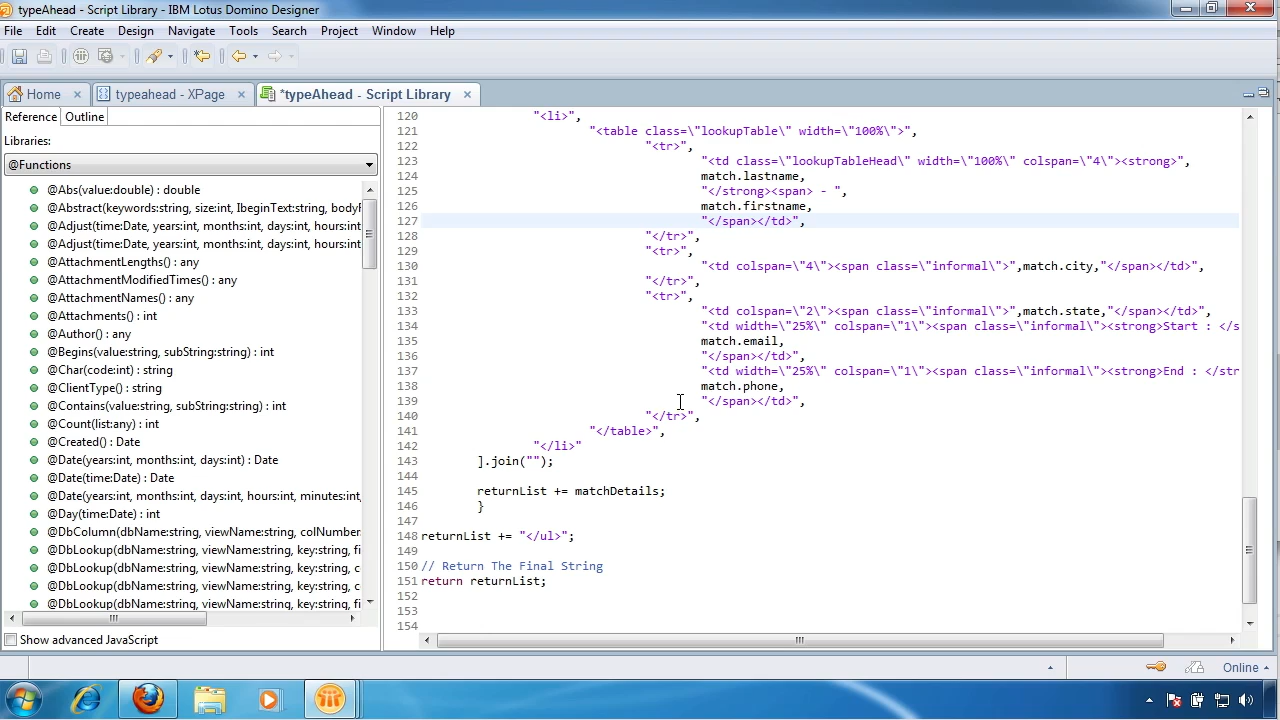 typeAhead - Script Library - IBM Lotus Domino Designer
File Edit Create Design Navigate Tools Search Project Window Help
Home typeahead - XPage *typeAhead - Script Library
Reference Outline
Libraries:
@Functions
@Abs(value:double) : double
@Abstract(keywords:string, size:int, lbeginText:string, bodyF
@Adjust(time:Date, years:int, months:int, days:int, hours:int
@Adjust(time:Date, years:int, months:int, days:int, hours:int
@AttachmentLengths() : any
@AttachmentModifiedTimes() : any
@AttachmentNames() : any
@Attachments() : int
@Author() : any
@Begins(value:string, subString:string) : int
@Char(code:int) : string
@ClientType() : string
@Contains(value:string, subString:string) : int
@Count(list:any) : int
@Created() : Date
@Date(years:int, months:int, days:int) : Date
@Date(time:Date) : Date
@Date(years:int, months:int, days:int, hours:int, minutes:int,
@Day(time:Date) : int
@DbColumn(dbName:string, viewName:string, colNumber
@DbLookup(dbName:string, viewName:string, key:string, fi
@DbLookup(dbName:string, viewName:string, key:string, co
@DbLookup(dbName:string, viewName:string, key:string, fi
@DbLookup(dbName:string, viewName:string, key:string, co
Show advanced JavaScript
120 "<li>",
121 "<table class=\"lookupTable\" width=\"100%\">",
122 "<tr>",
123 "<td class=\"lookupTableHead\" width=\"100%\" colspan=\"4\"><strong>",
124 match.lastname,
125 "</strong><span> - ",
126 match.firstname,
127 "</span></td>",
128 "</tr>",
129 "<tr>",
130 "<td colspan=\"4\"><span class=\"informal\">",match.city,"</span></td>",
131 "</tr>",
132 "<tr>",
133 "<td colspan=\"2\"><span class=\"informal\">",match.state,"</span></td>",
134 "<td width=\"25%\" colspan=\"1\"><span class=\"informal\"><strong>Start : </s
135 match.email,
136 "</span></td>",
137 "<td width=\"25%\" colspan=\"1\"><span class=\"informal\"><strong>End : </str
138 match.phone,
139 "</span></td>",
140 "</tr>",
141 "</table>",
142 "</li>"
143 ].join("");
144
145 returnList += matchDetails;
146 }
147
148 returnList += "</ul>";
149
150 // Return The Final String
151 return returnList;
152
153
154
Online